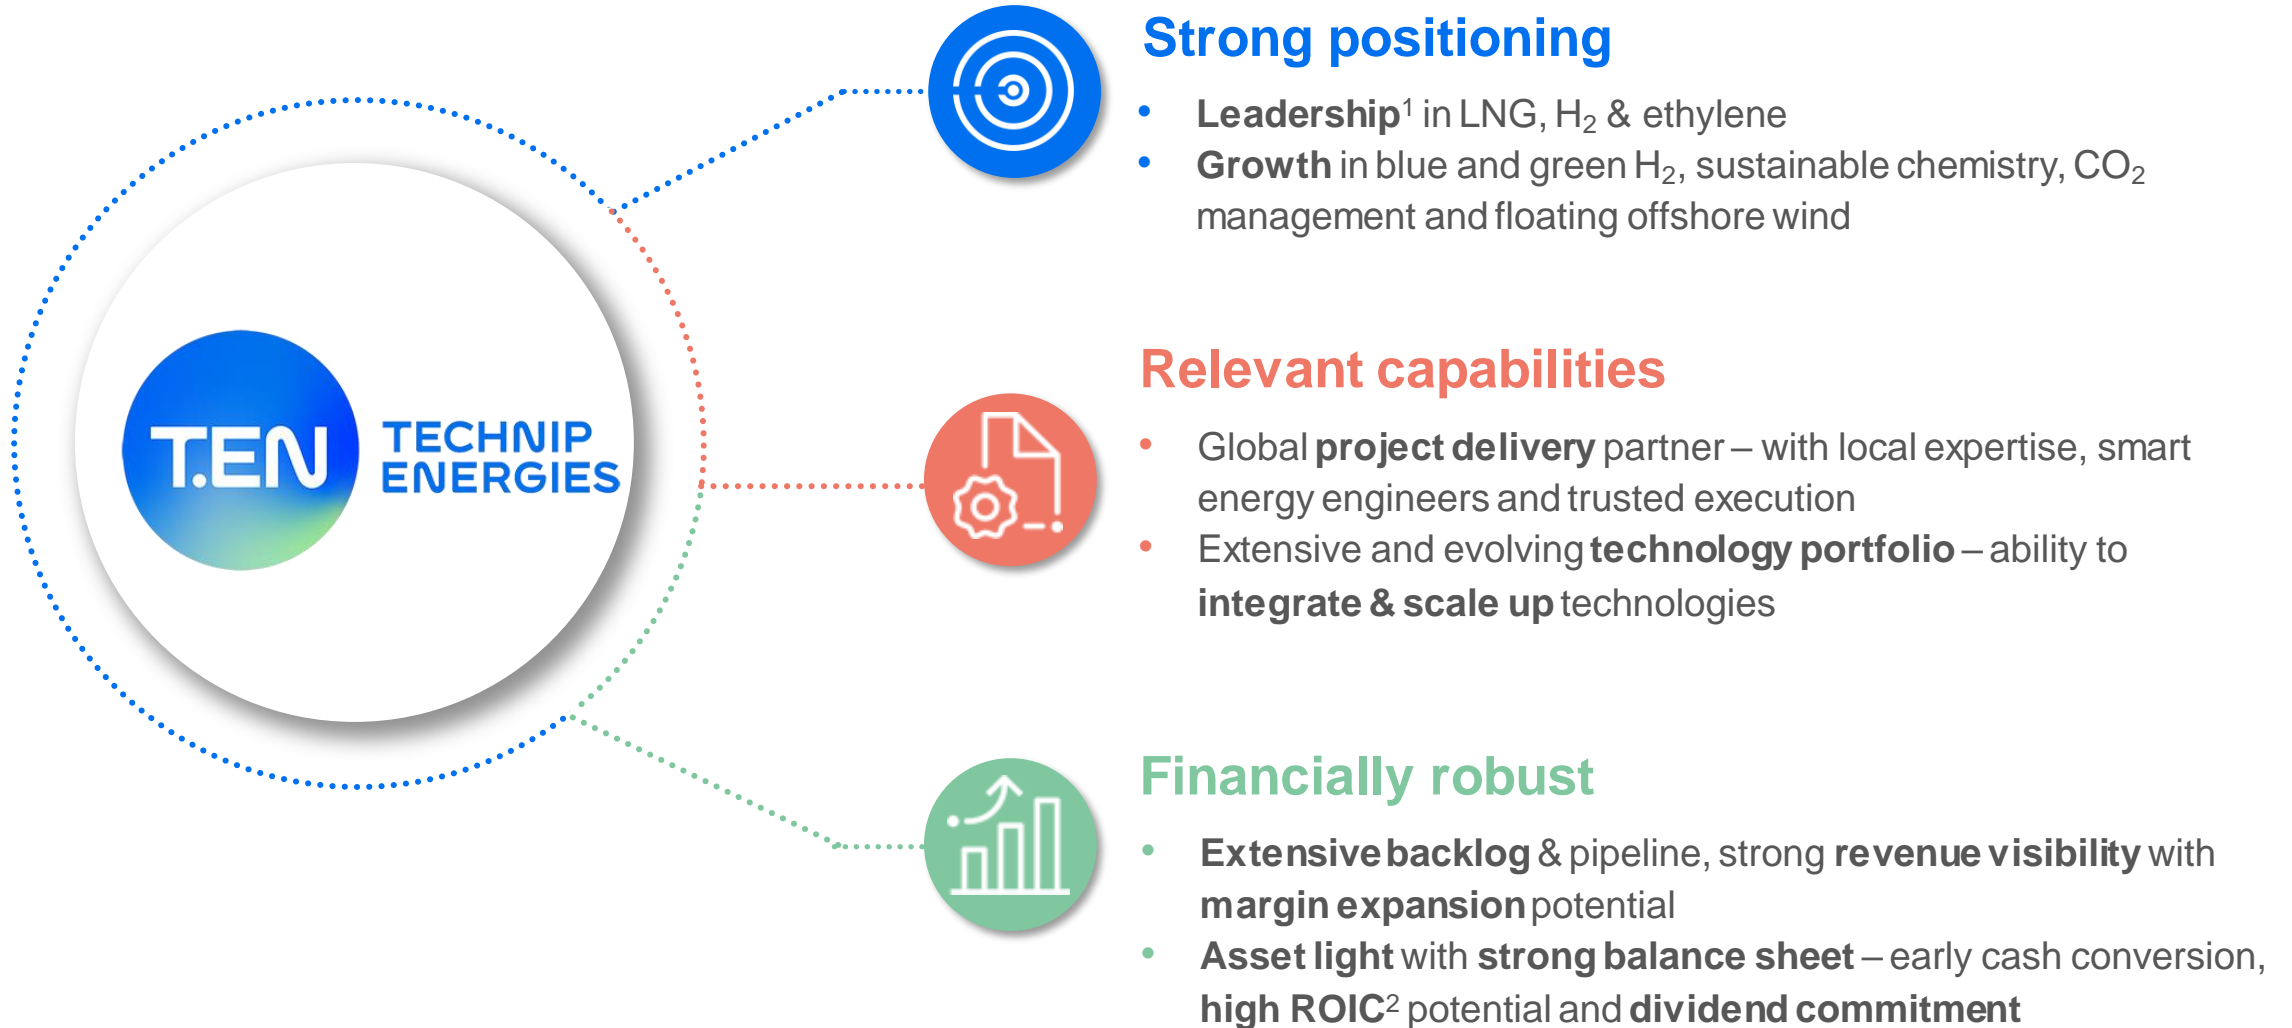 T.EN
TECHNIP
ENERGIES
Strong positioning
• Leadership¹ in LNG, H₂ & ethylene
• Growth in blue and green H₂, sustainable chemistry, CO₂
management and floating offshore wind
Relevant capabilities
• Global project delivery partner – with local expertise, smart
energy engineers and trusted execution
• Extensive and evolving technology portfolio – ability to
integrate & scale up technologies
Financially robust
• Extensive backlog & pipeline, strong revenue visibility with
margin expansion potential
• Asset light with strong balance sheet – early cash conversion,
high ROIC² potential and dividend commitment